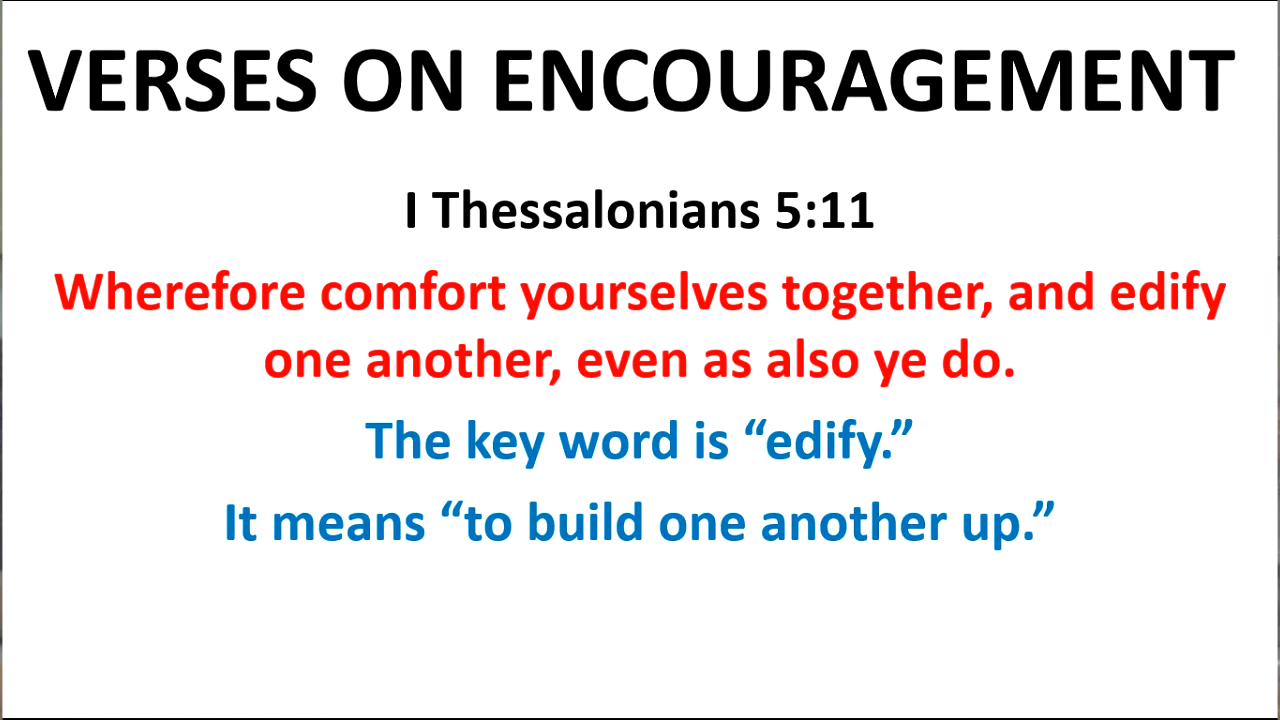 VERSES ON ENCOURAGEMENT
I Thessalonians 5:11
Wherefore comfort yourselves together, and edify
one another, even as also ye do.
The key word is “edify.”
It means “to build one another up.”